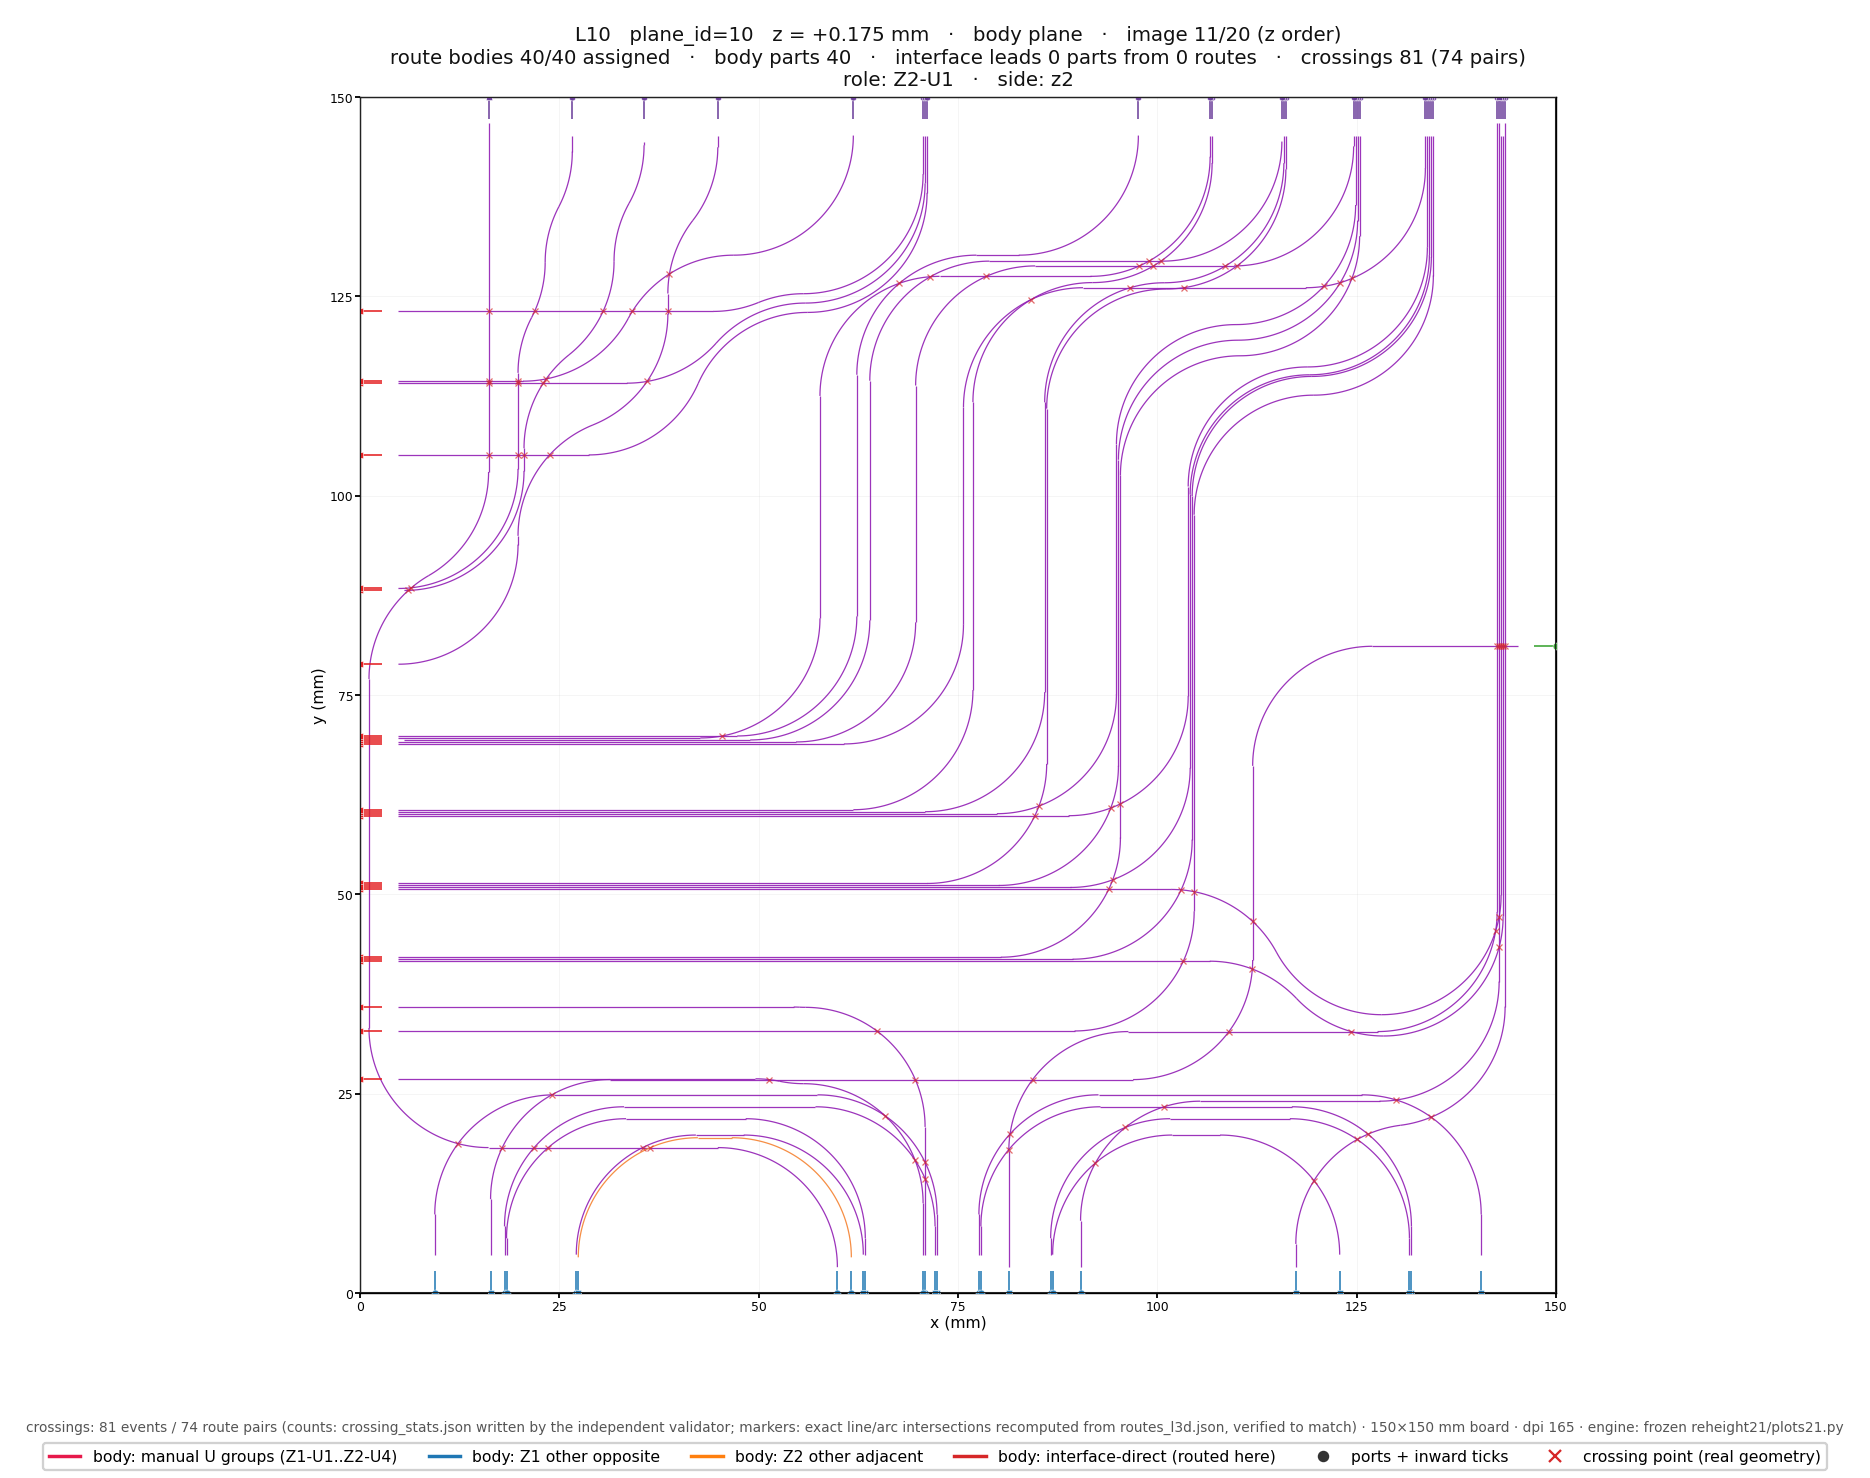 L10   plane_id=10   z = +0.175 mm   ·   body plane   ·   image 11/20 (z order)
route bodies 40/40 assigned   ·   body parts 40   ·   interface leads 0 parts from 0 routes   ·   crossings 81 (74 pairs)
role: Z2-U1   ·   side: z2
150
125
100
75
50
25
0
y (mm)
0 25 50 75 100 125 150
x (mm)
crossings: 81 events / 74 route pairs (counts: crossing_stats.json written by the independent validator; markers: exact line/arc intersections recomputed from routes_l3d.json, verified to match) · 150×150 mm board · dpi 165 · engine: frozen reheight21/plots21.py
body: manual U groups (Z1-U1..Z2-U4) body: Z1 other opposite body: Z2 other adjacent body: interface-direct (routed here) ports + inward ticks crossing point (real geometry)